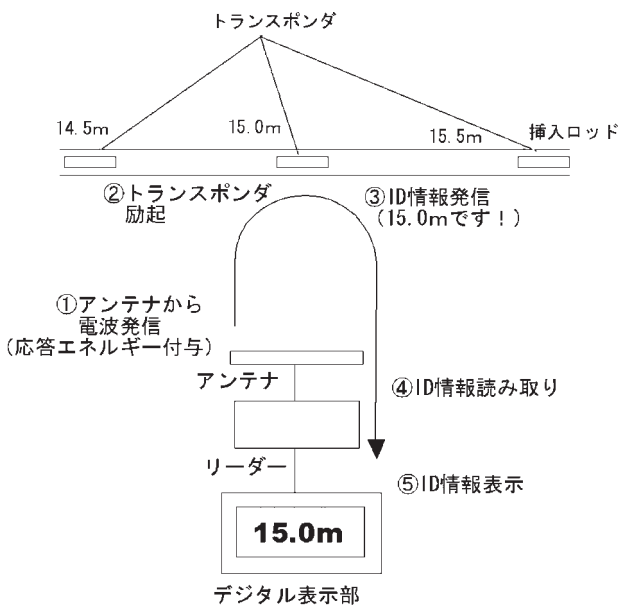 トランスポンダ
14.5m
15.0m
15.5m
挿入ロッド
②トランスポンダ
励起
③ID情報発信
(15.0mです！)
①アンテナから
電波発信
(応答エネルギー付与)
アンテナ
④ID情報読み取り
リーダー
⑤ID情報表示
15.0m
デジタル表示部